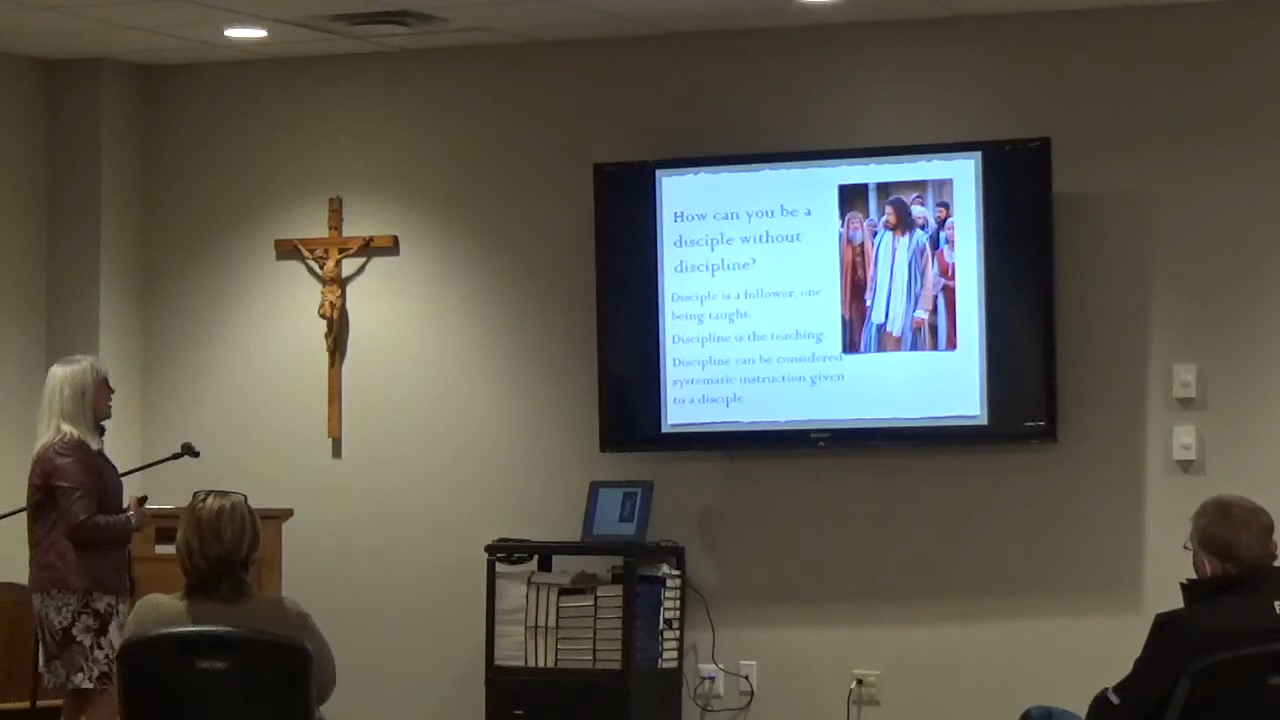 How can you be a
disciple without
discipline?
Disciple is a follower, one
being taught.
Discipline is the teaching.
Discipline can be considered
systematic instruction given
to a disciple.